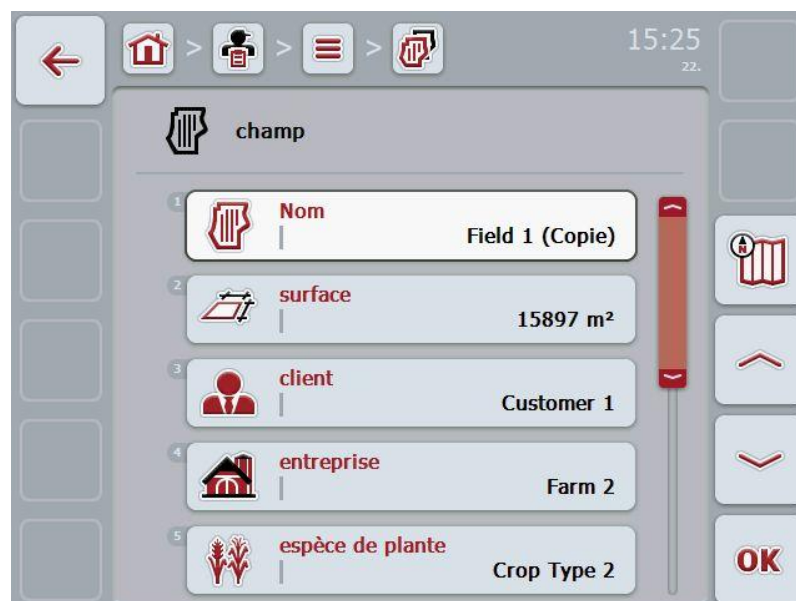 15:25
22.
champ
1
Nom
Field 1 (Copie)
2
surface
15897 m²
3
client
Customer 1
4
entreprise
Farm 2
5
espèce de plante
Crop Type 2
N
OK